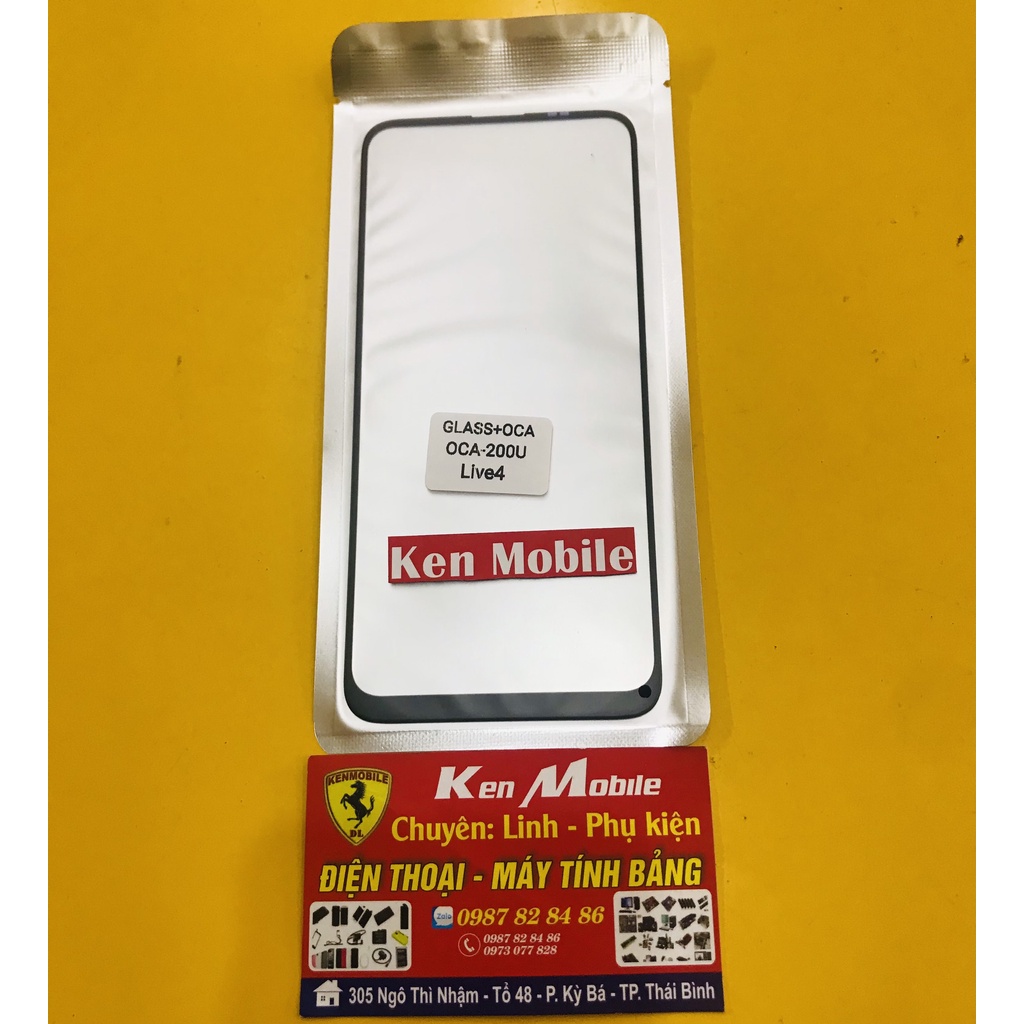 GLASS+OCA
OCA-200U
Live4
Ken Mobile
KENMOBILE
DL
Ken Mobile
Chuyên: Linh - Phụ kiện
ĐIỆN THOẠI - MÁY TÍNH BẢNG
Zalo 0987 82 84 86
0987 82 84 86
0973 077 828
305 Ngô Thì Nhậm - Tổ 48 - P. Kỳ Bá - TP. Thái Bình